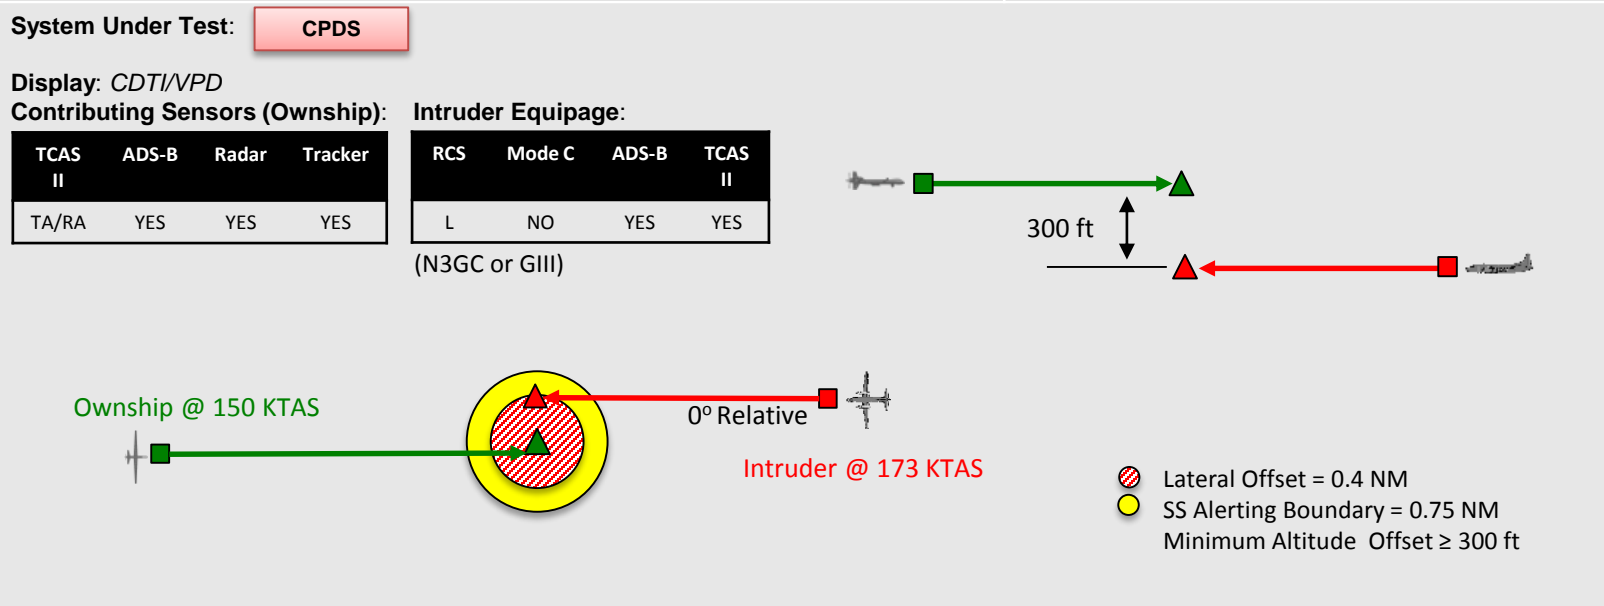 System Under Test:
CPDS
Display: CDTI/VPD
Contributing Sensors (Ownship):
Intruder Equipage:
TCAS II ADS-B Radar Tracker
TA/RA YES YES YES
RCS Mode C ADS-B TCAS II
L NO YES YES
(N3GC or GIII)
300 ft
Ownship @ 150 KTAS
0º Relative
Intruder @ 173 KTAS
Lateral Offset = 0.4 NM
SS Alerting Boundary = 0.75 NM
Minimum Altitude Offset ≥ 300 ft